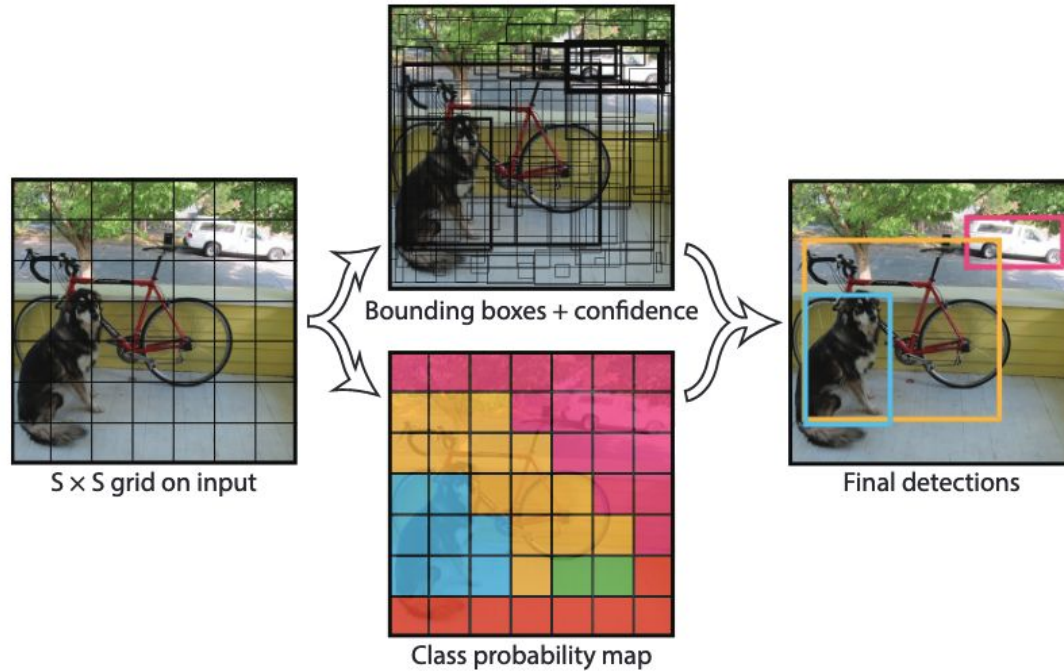 S × S grid on input
Bounding boxes + confidence
Class probability map
Final detections